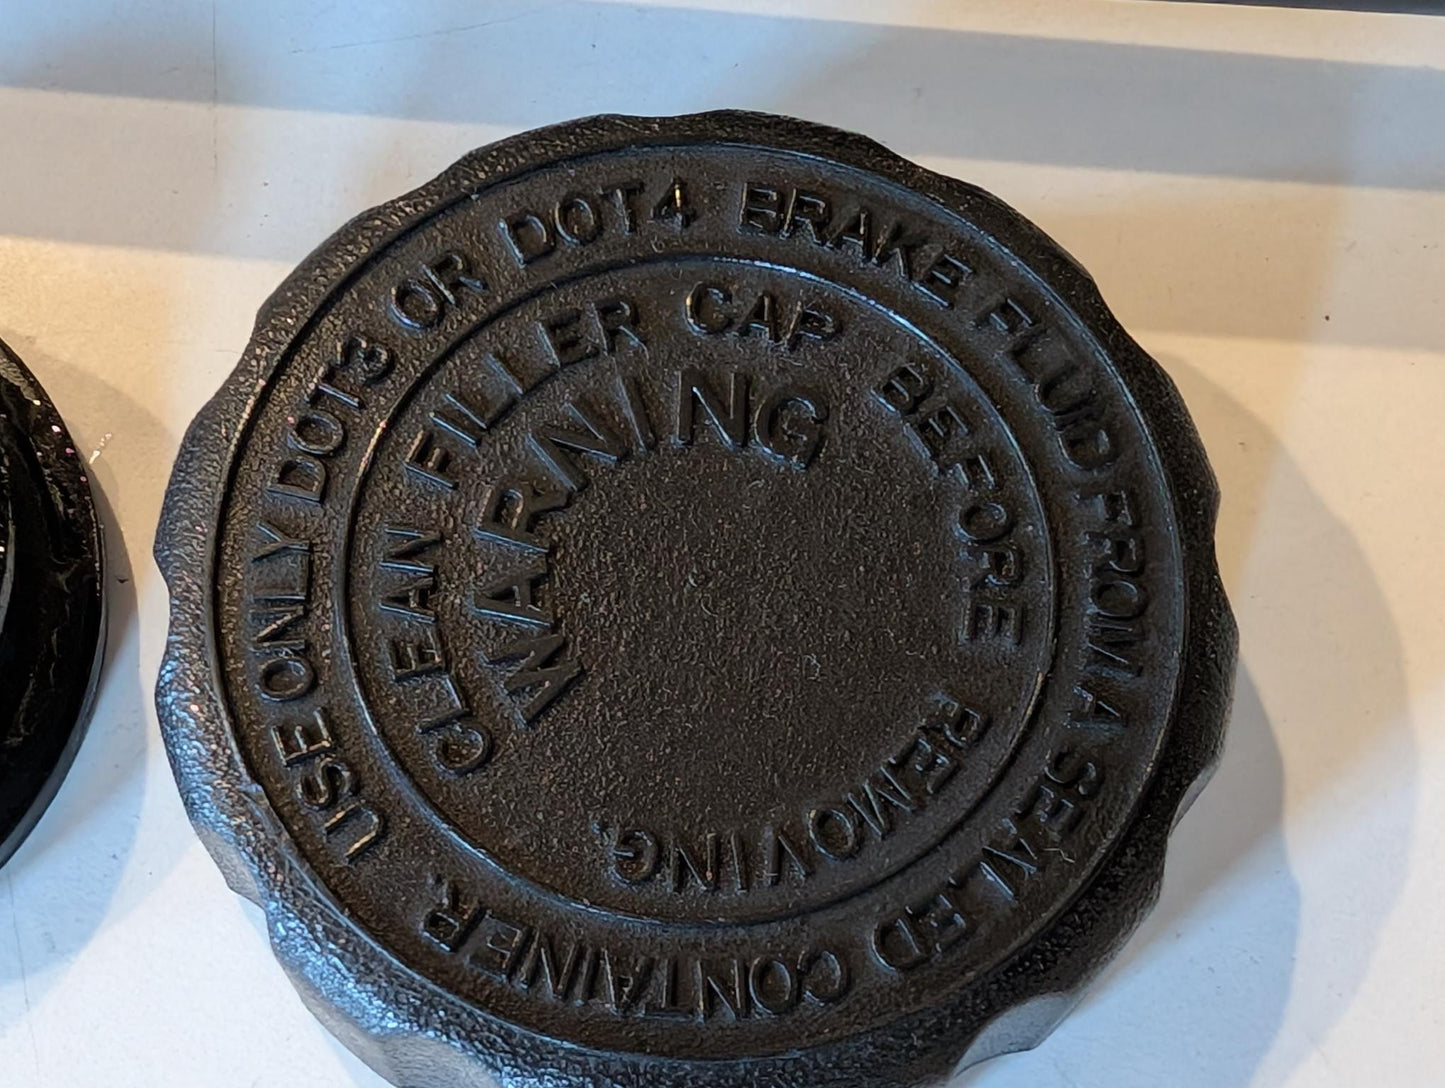 WARNING
CLEAN FILLER CAP BEFORE REMOVING.
USE ONLY DOT3 OR DOT4 BRAKE FLUID FROM A SEALED CONTAINER.